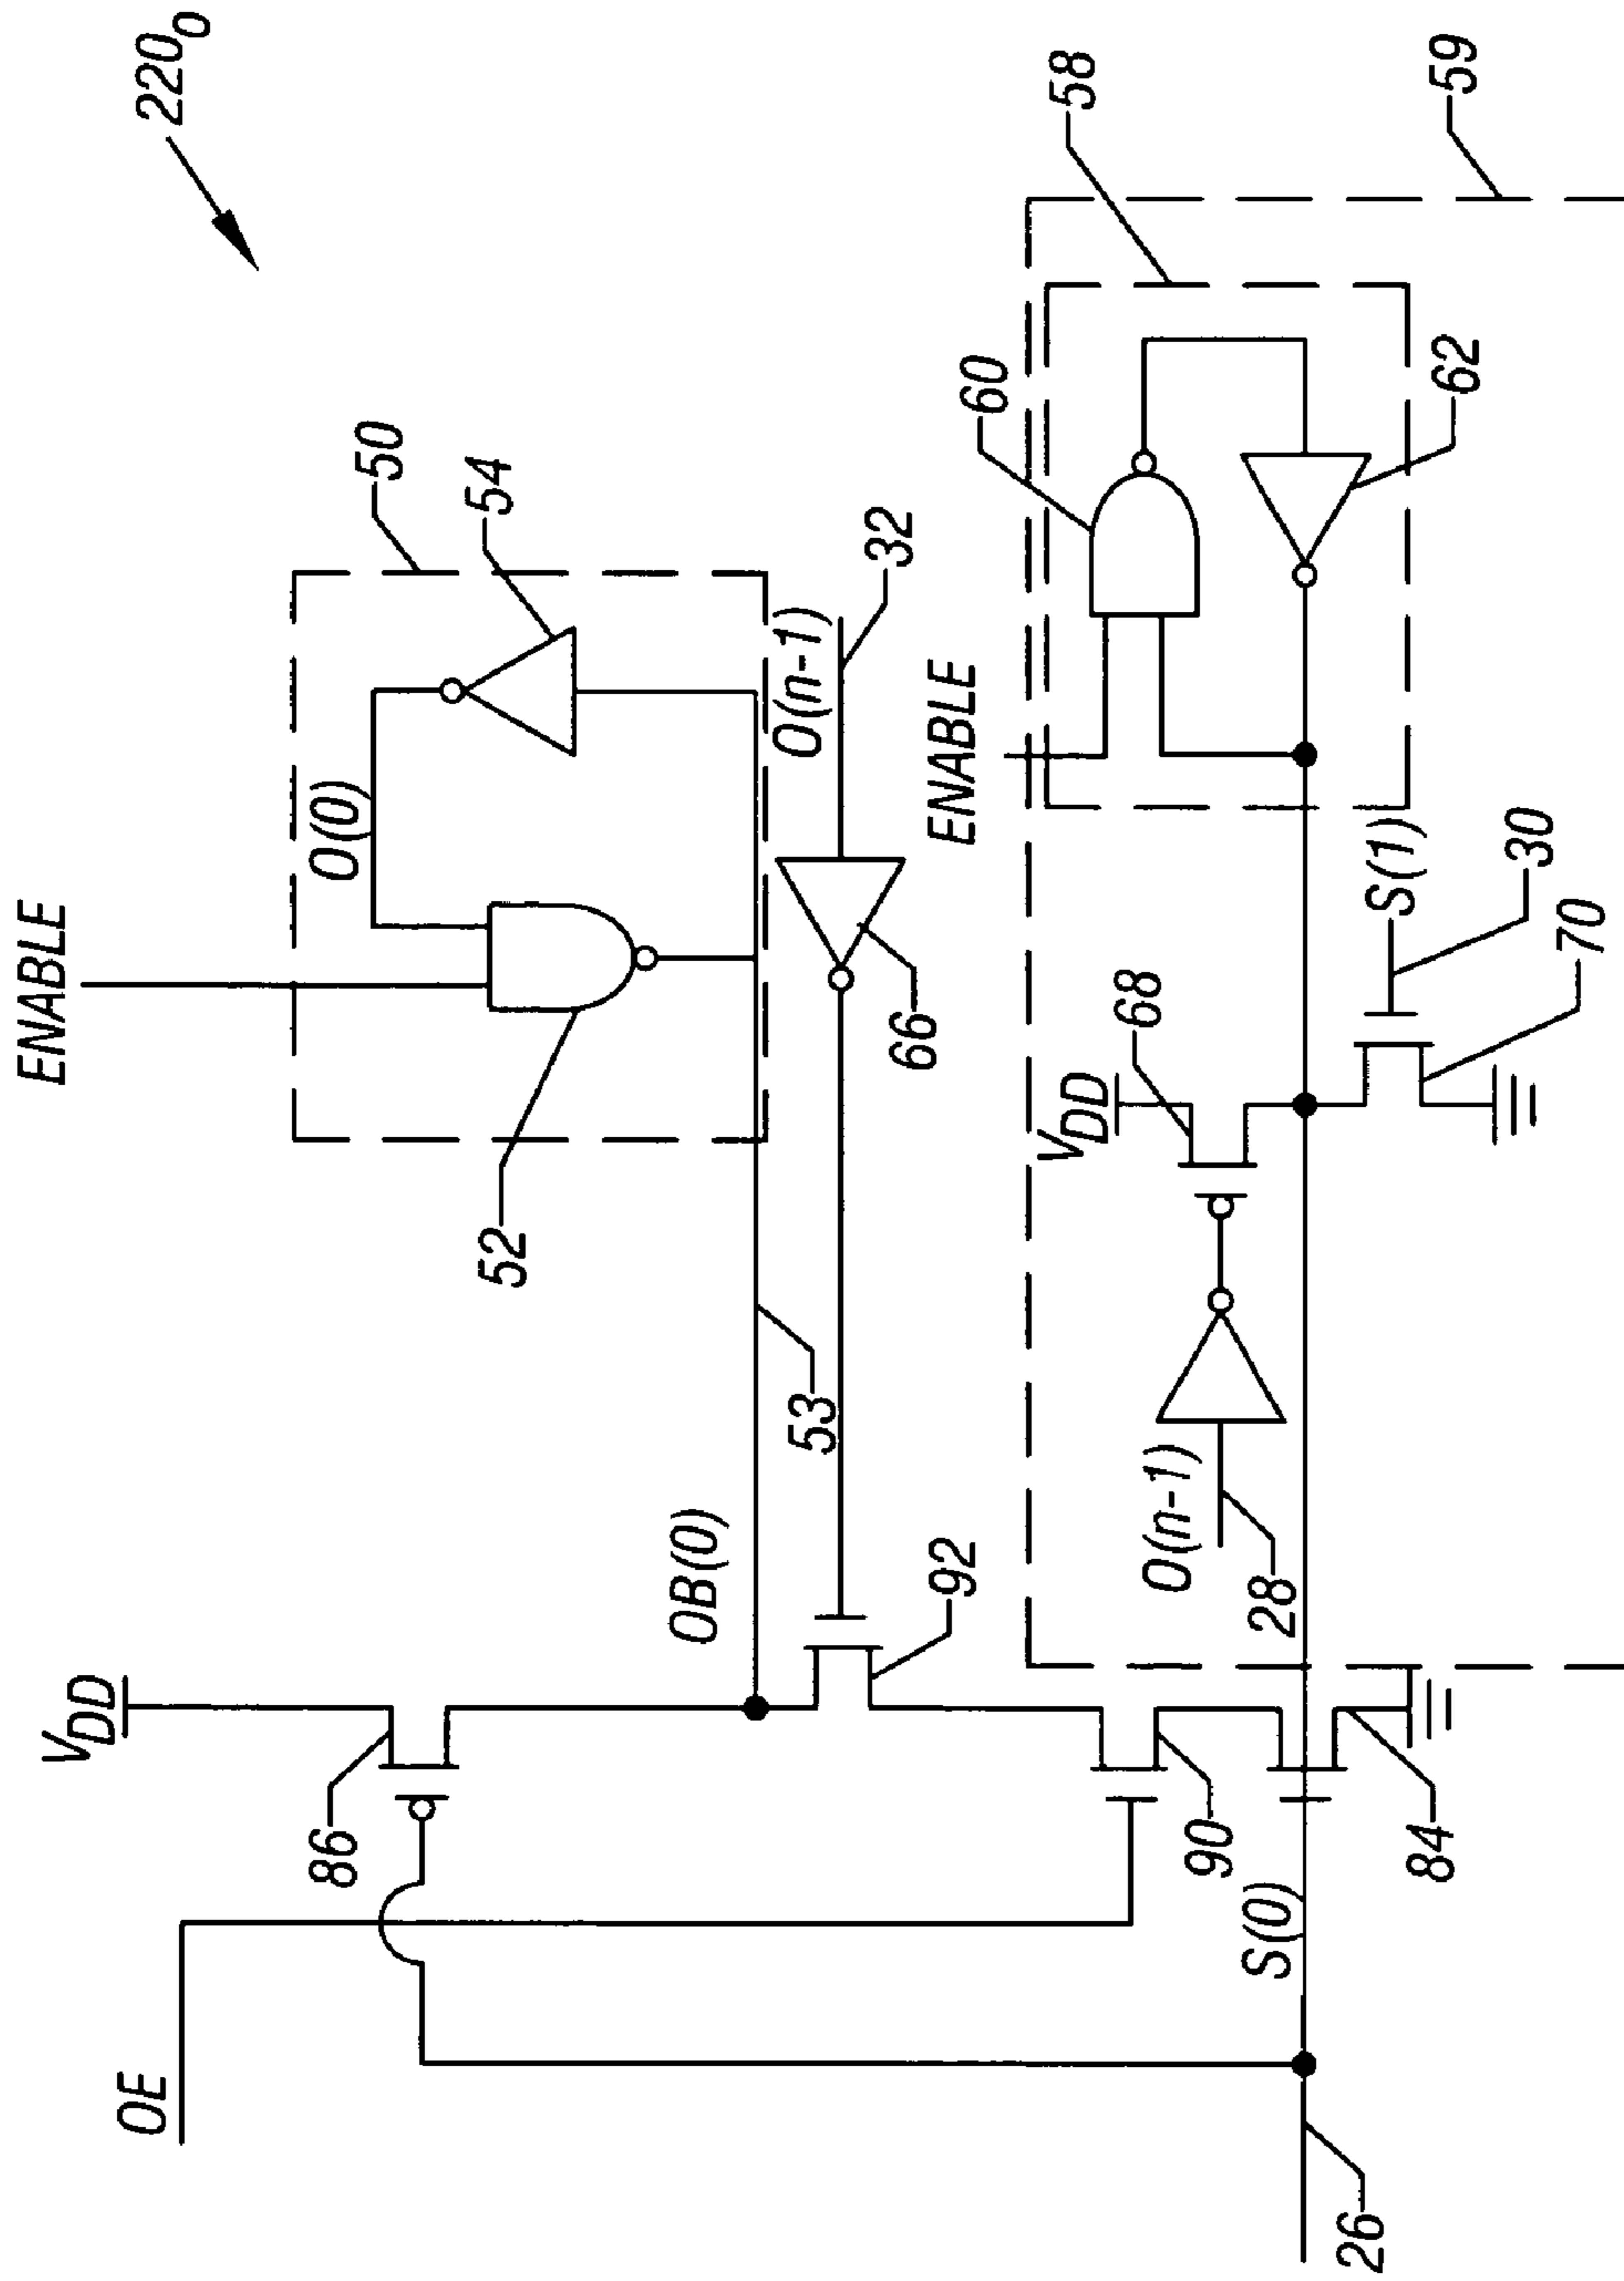 220₀
ENABLE
O(0)
50
54
52
V_DD
86
OE
OB(0)
53
O(n-1)
32
66
92
90
84
S(0)
26
ENABLE
60
58
59
62
V_DD
68
O(n-1)
28
S(1)
30
70